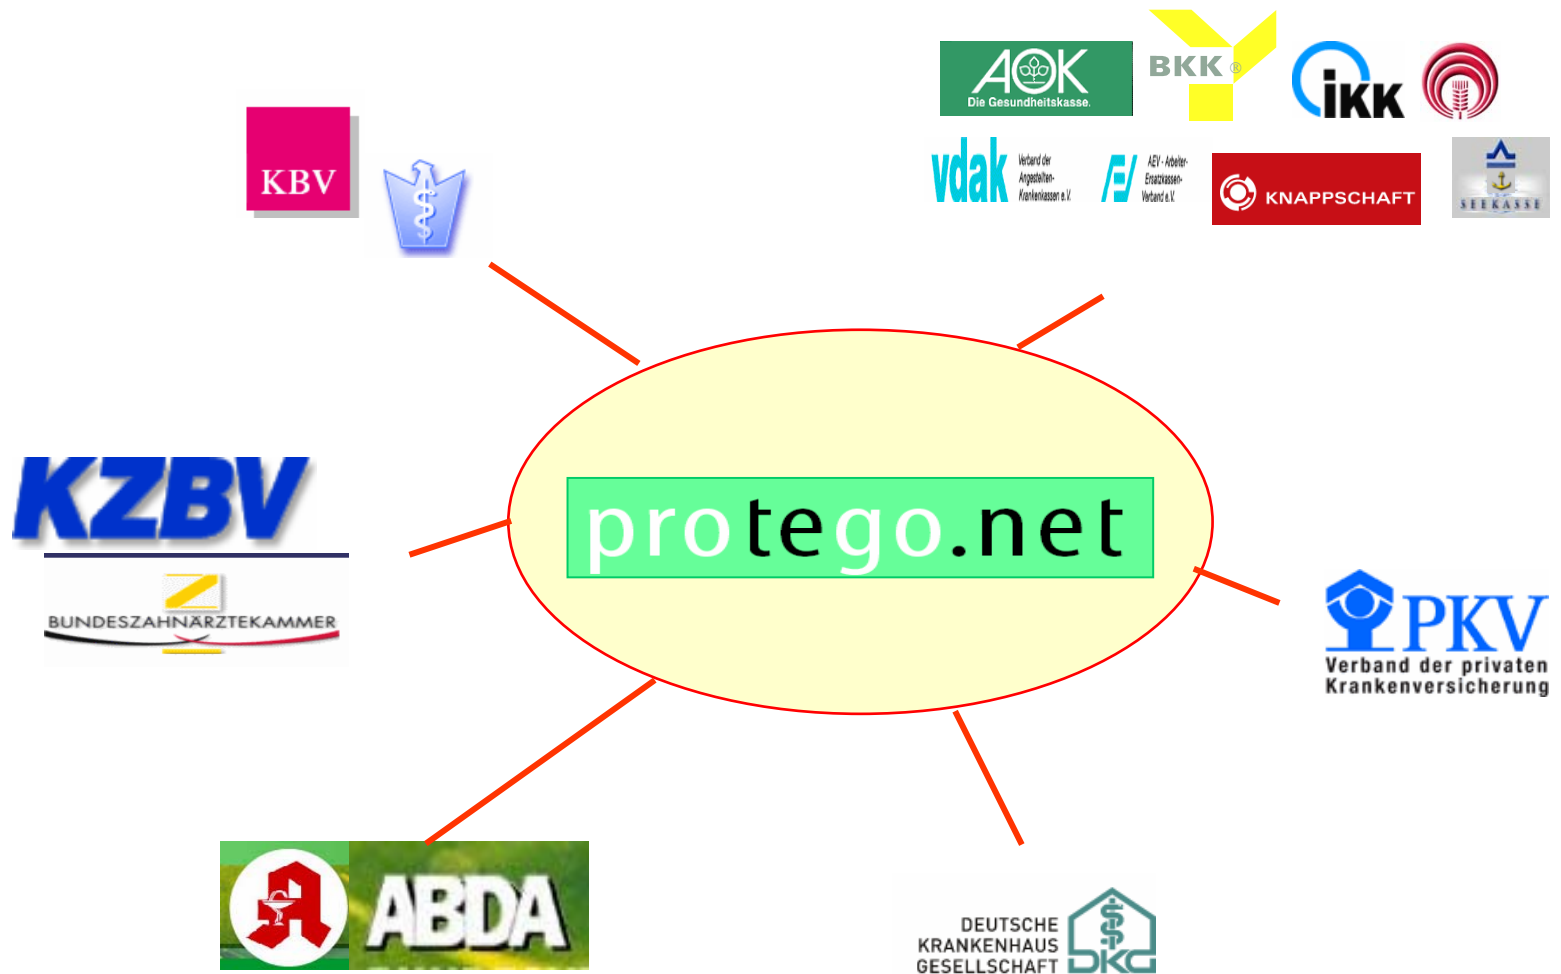 AOK
Die Gesundheitskasse.
BKK ®
IKK
KBV
vdak
Verband der
Angestellten-
Krankenkassen e.V.
AEV - Arbeiter-
Ersatzkassen-
Verband e.V.
KNAPPSCHAFT
SEEKASSE
KZBV
BUNDESZAHNÄRZTEKAMMER
protego.net
PKV
Verband der privaten
Krankenversicherung
ABDA
DEUTSCHE
KRANKENHAUS
GESELLSCHAFT
DKG